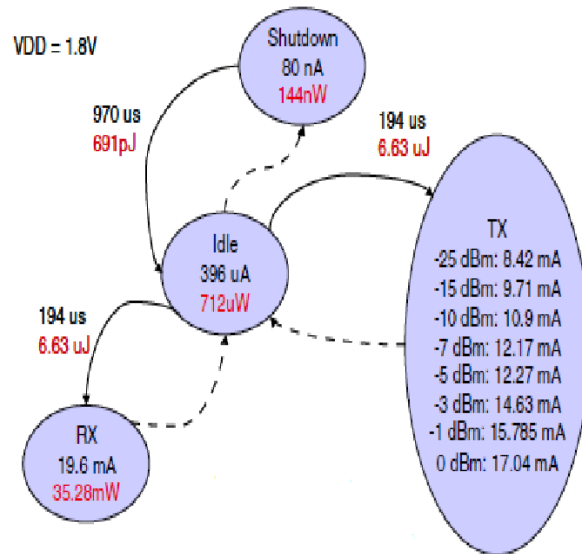 VDD = 1.8V
Shutdown
80 nA
144nW
970 us
691pJ
194 us
6.63 uJ
TX
-25 dBm: 8.42 mA
-15 dBm: 9.71 mA
-10 dBm: 10.9 mA
-7 dBm: 12.17 mA
-5 dBm: 12.27 mA
-3 dBm: 14.63 mA
-1 dBm: 15.785 mA
0 dBm: 17.04 mA
Idle
396 uA
712uW
194 us
6.63 uJ
RX
19.6 mA
35.28mW